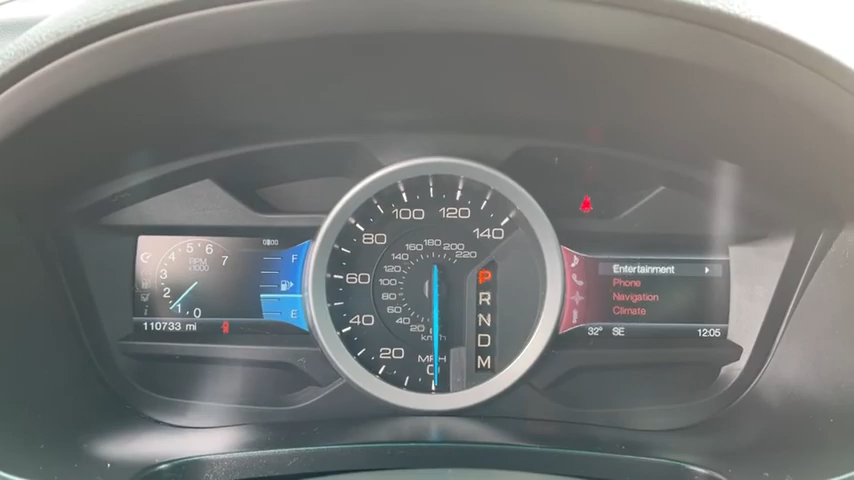 4 5 6
3 7
2
1 0
RPM
x1000
F
E
110733 mi
100 120
80 140
60
40
20
0
MPH
180
160 200
140 220
120
100
80
60
40
20
km/h
P
R
N
D
M
Entertainment
Phone
Navigation
Climate
32° SE 12:05